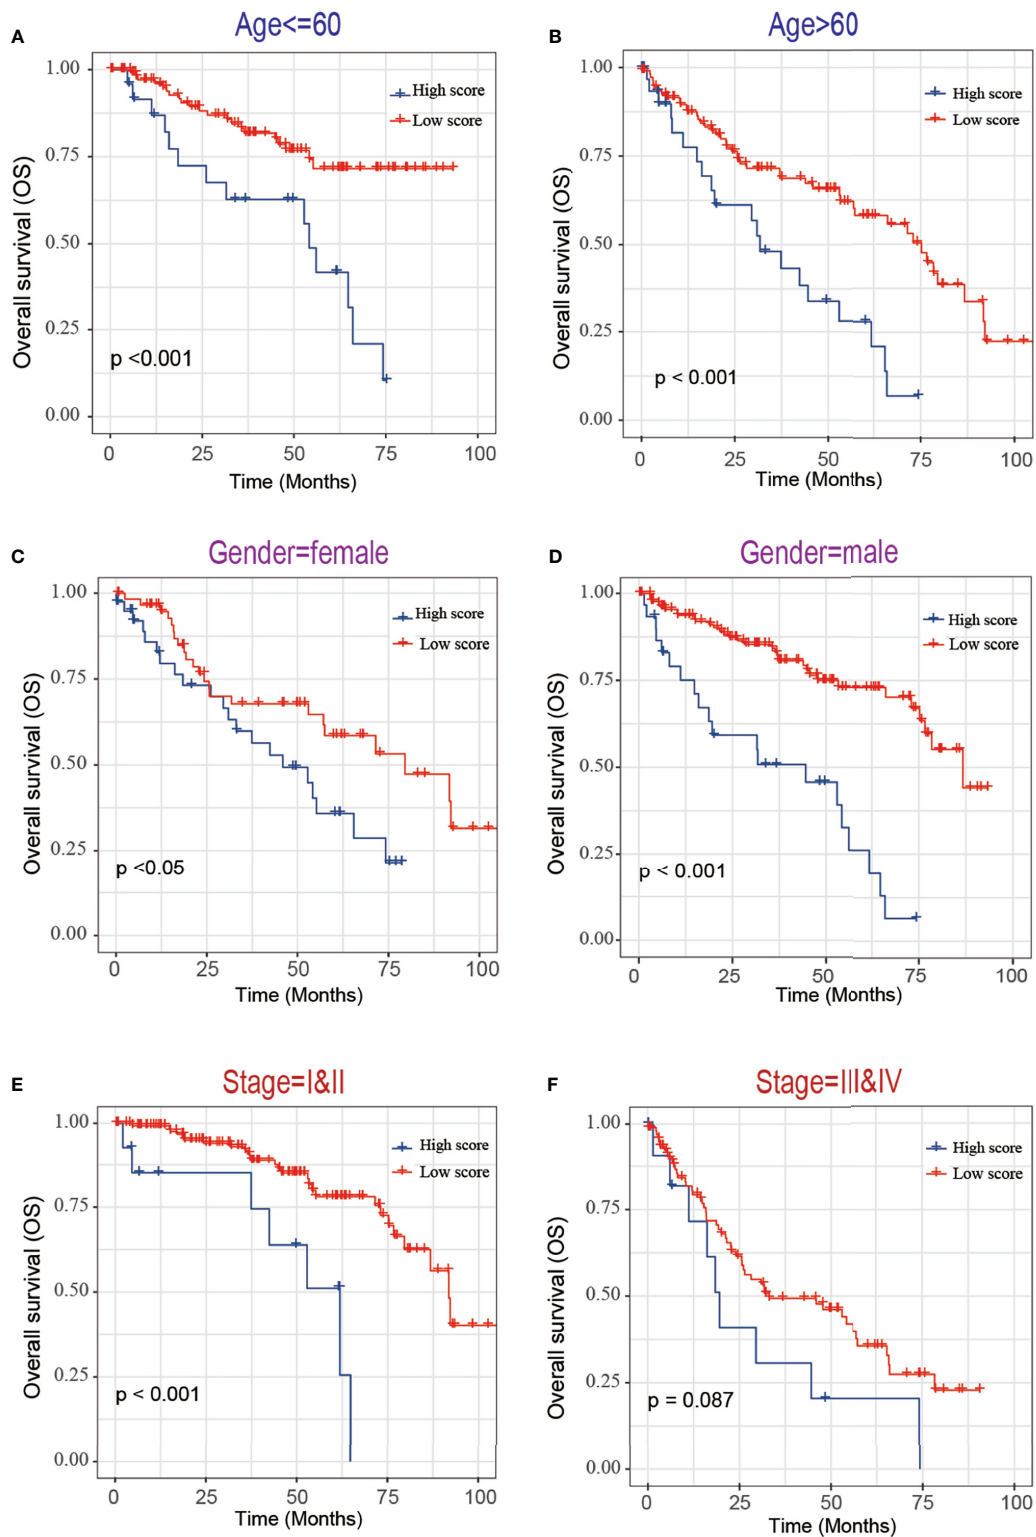 A
Age<=60
Overall survival (OS)
1.00
0.75
0.50
0.25
0.00
High score
Low score
p <0.001
0 25 50 75 100
Time (Months)
B
Age>60
Overall survival (OS)
1.00
0.75
0.50
0.25
0.00
High score
Low score
p < 0.001
0 25 50 75 100
Time (Months)
C
Gender=female
Overall survival (OS)
1.00
0.75
0.50
0.25
0.00
High score
Low score
p <0.05
0 25 50 75 100
Time (Months)
D
Gender=male
Overall survival (OS)
1.00
0.75
0.50
0.25
0.00
High score
Low score
p < 0.001
0 25 50 75 100
Time (Months)
E
Stage=I&II
Overall survival (OS)
1.00
0.75
0.50
0.25
0.00
High score
Low score
p < 0.001
0 25 50 75 100
Time (Months)
F
Stage=III&IV
Overall survival (OS)
1.00
0.75
0.50
0.25
0.00
High score
Low score
p = 0.087
0 25 50 75 100
Time (Months)